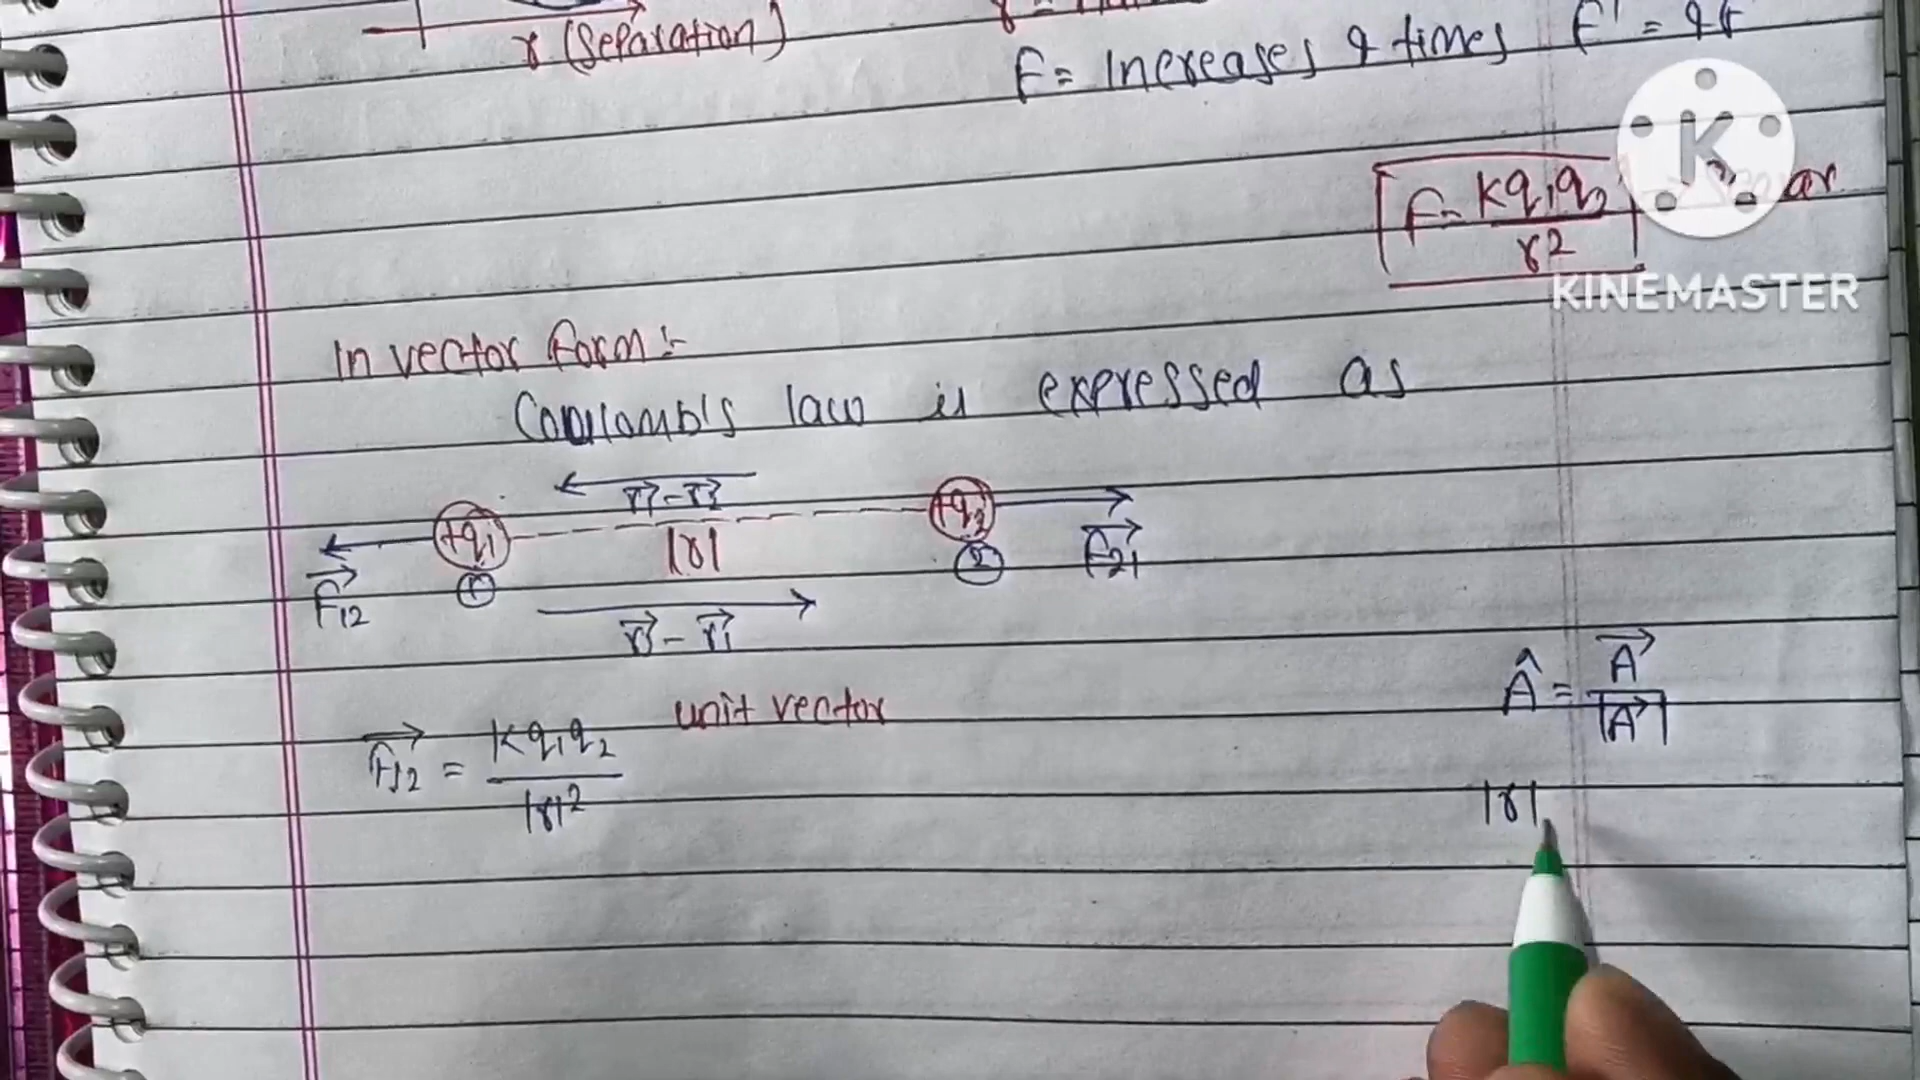 r (Separation)
F = Increases 9 times F' = 9F
F = Kq₁q₂ / r²
KINEMASTER
In vector form :-
Coulomb's law is expressed as
r₁⃗ - r₂⃗
+q₁ |r| +q₂
F₁₂⃗ 1 2 F₂₁⃗
r₂⃗ - r₁⃗
unit vector
F₁₂⃗ = Kq₁q₂ / |r|²
Â = A⃗ / |A⃗|
|r|